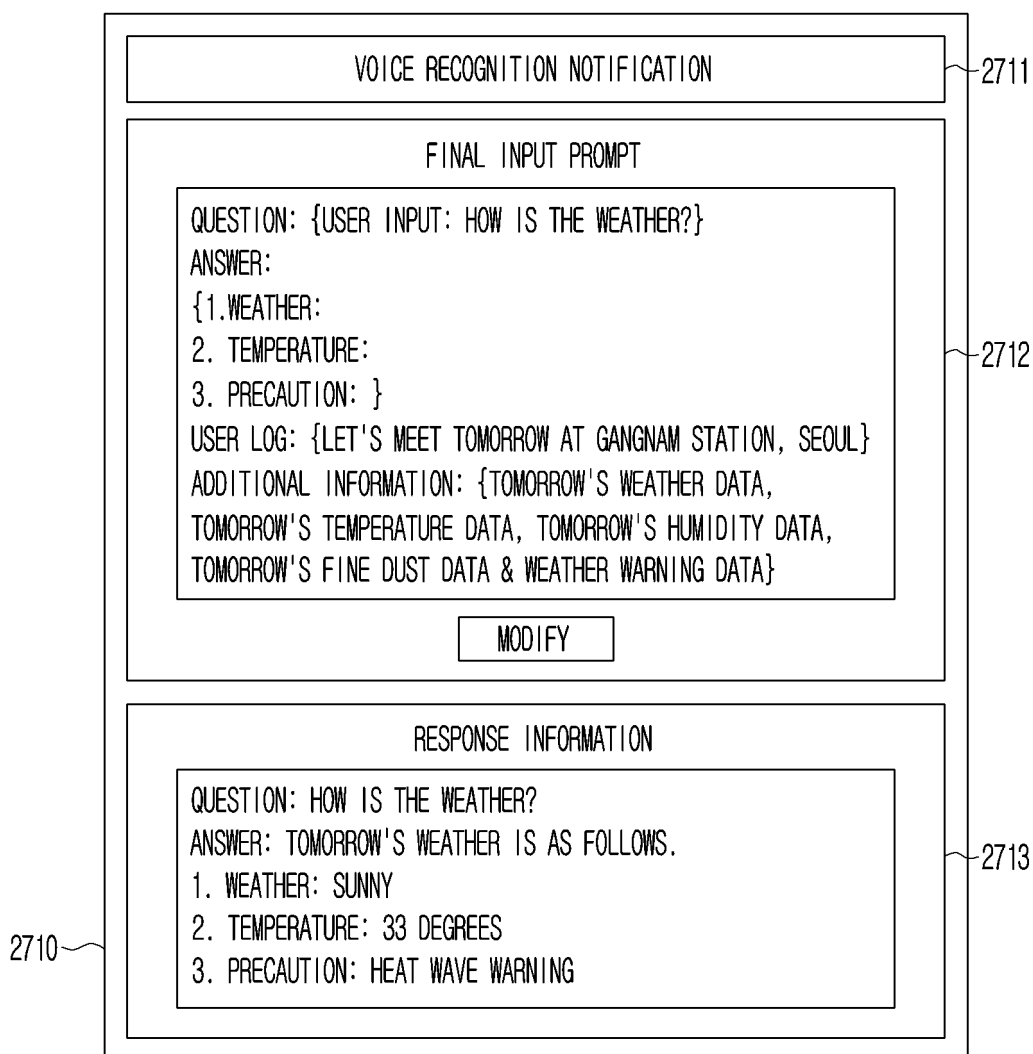 VOICE RECOGNITION NOTIFICATION
2711
FINAL INPUT PROMPT
QUESTION: {USER INPUT: HOW IS THE WEATHER?}
ANSWER:
{1.WEATHER:
2. TEMPERATURE:
2712
3. PRECAUTION: }
USER LOG: {LET'S MEET TOMORROW AT GANGNAM STATION, SEOUL}
ADDITIONAL INFORMATION: {TOMORROW'S WEATHER DATA,
TOMORROW'S TEMPERATURE DATA, TOMORROW'S HUMIDITY DATA,
TOMORROW'S FINE DUST DATA & WEATHER WARNING DATA}
MODIFY
RESPONSE INFORMATION
QUESTION: HOW IS THE WEATHER?
ANSWER: TOMORROW'S WEATHER IS AS FOLLOWS.
2713
1. WEATHER: SUNNY
2. TEMPERATURE: 33 DEGREES
2710
3. PRECAUTION: HEAT WAVE WARNING